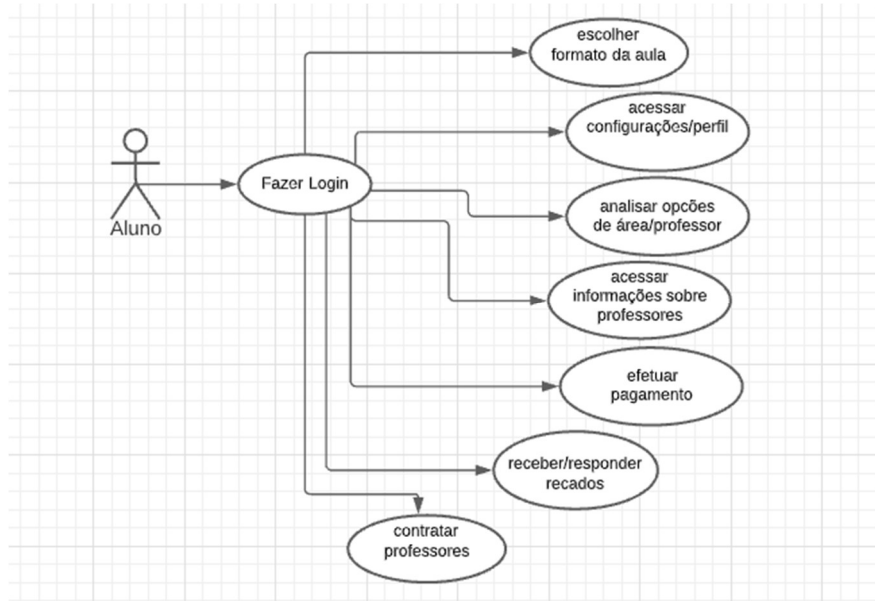 escolher
formato da aula
acessar
configurações/perfil
Fazer Login
Aluno
analisar opcões
de área/professor
acessar
informações sobre
professores
efetuar
pagamento
receber/responder
recados
contratar
professores